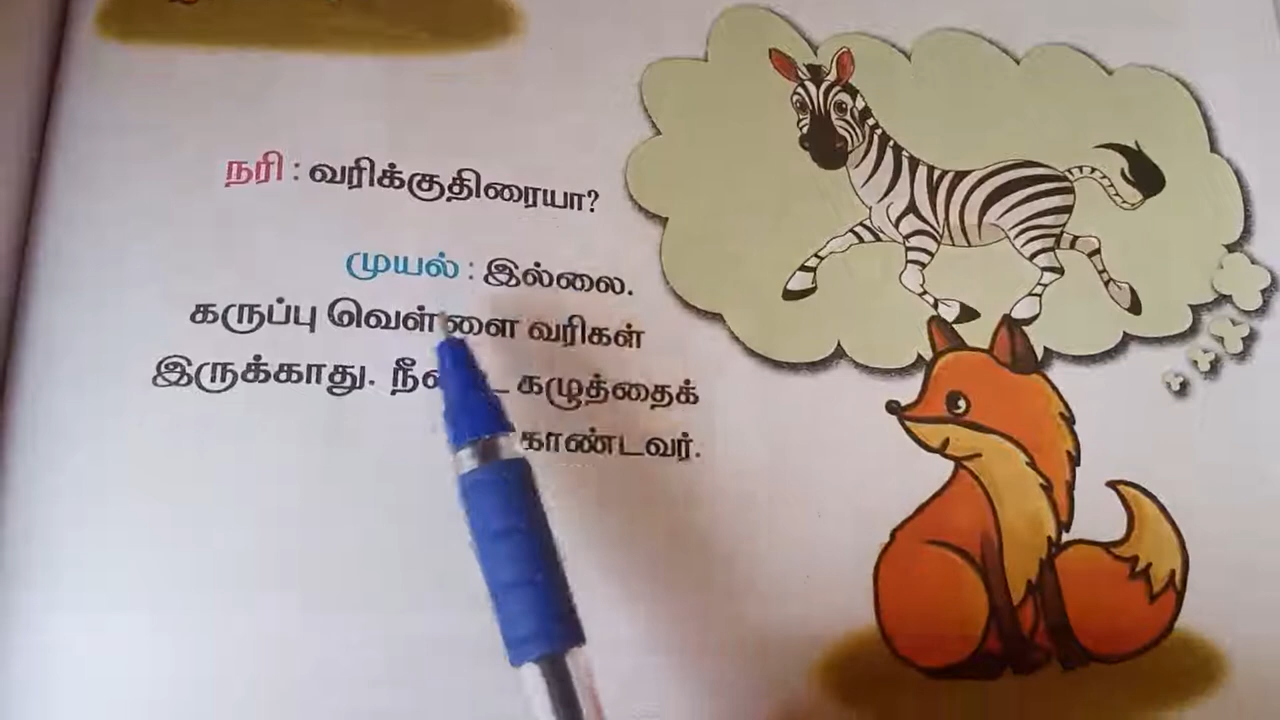 நரி : வரிக்குதிரையா?
முயல் : இல்லை.
கருப்பு வெள்ளை வரிகள்
இருக்காது. கழுத்தைக்